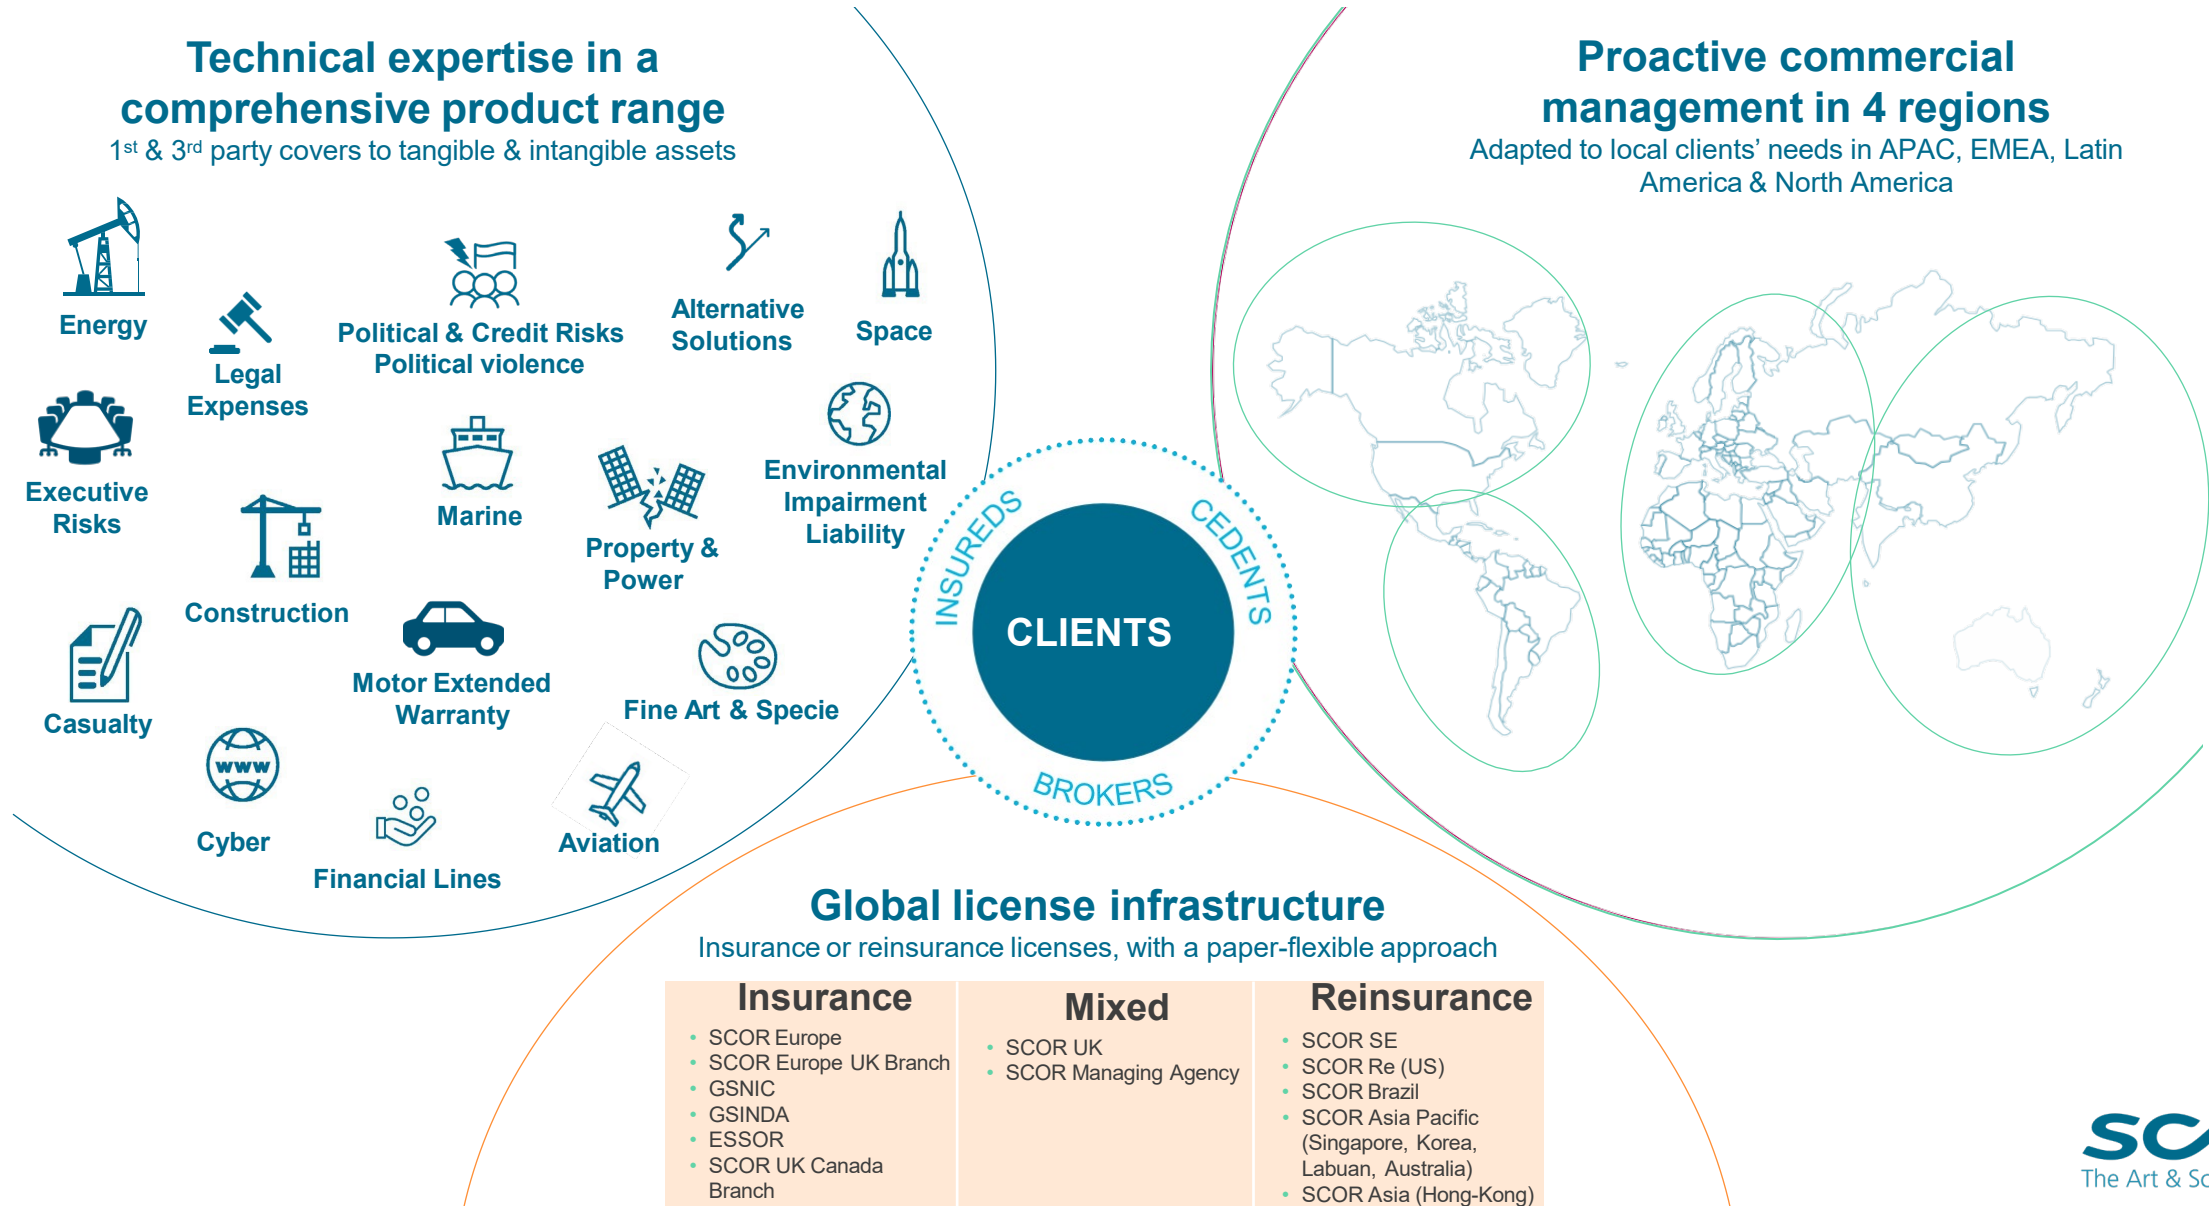 Technical expertise in a
comprehensive product range
1st & 3rd party covers to tangible & intangible assets
Energy
Legal
Expenses
Political & Credit Risks
Political violence
Alternative
Solutions
Space
Executive
Risks
Construction
Marine
Property &
Power
Environmental
Impairment
Liability
Casualty
Motor Extended
Warranty
Fine Art & Specie
www
Cyber
Financial Lines
Aviation
INSUREDS
CEDENTS
BROKERS
CLIENTS
Proactive commercial
management in 4 regions
Adapted to local clients’ needs in APAC, EMEA, Latin
America & North America
Global license infrastructure
Insurance or reinsurance licenses, with a paper-flexible approach
Insurance
• SCOR Europe
• SCOR Europe UK Branch
• GSNIC
• GSINDA
• ESSOR
• SCOR UK Canada
Branch
Mixed
• SCOR UK
• SCOR Managing Agency
Reinsurance
• SCOR SE
• SCOR Re (US)
• SCOR Brazil
• SCOR Asia Pacific
(Singapore, Korea,
Labuan, Australia)
• SCOR Asia (Hong-Kong)
SC
The Art & Sc